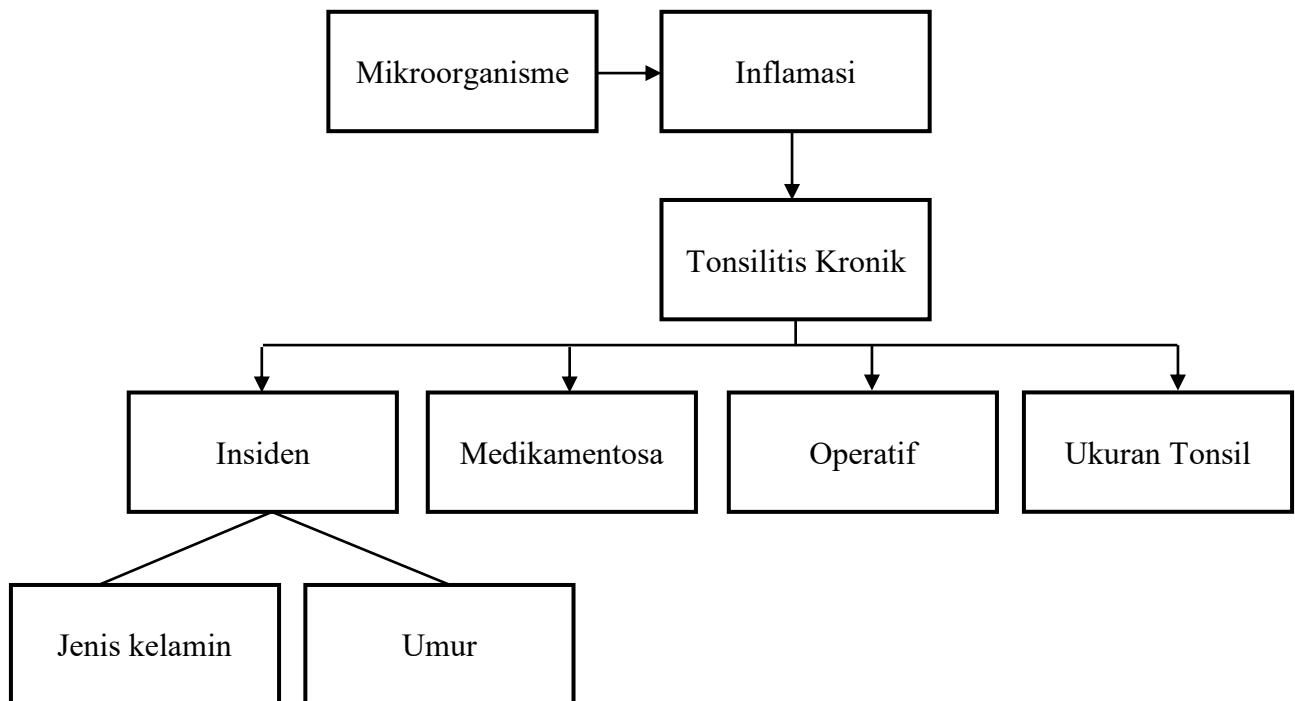 Mikroorganisme
Inflamasi
Tonsilitis Kronik
Insiden
Medikamentosa
Operatif
Ukuran Tonsil
Jenis kelamin
Umur